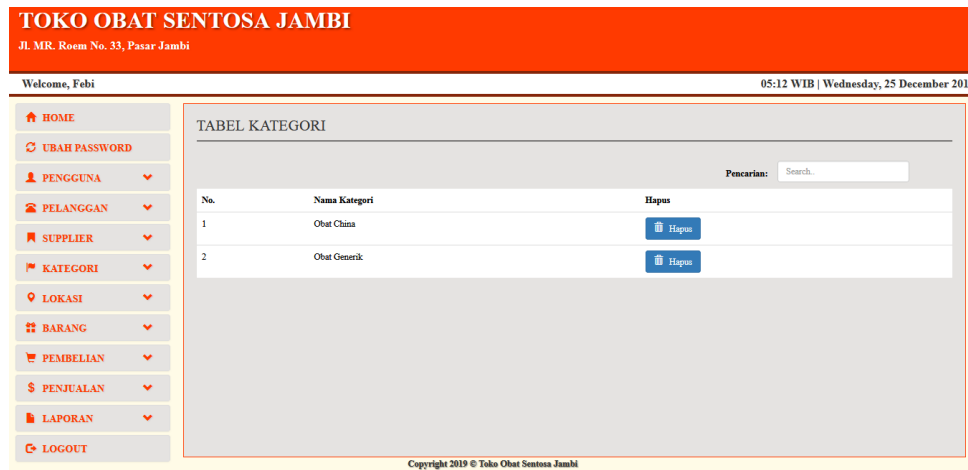 TOKO OBAT SENTOSA JAMBI
Jl. MR. Roem No. 33, Pasar Jambi
Welcome, Febi
05:12 WIB | Wednesday, 25 December 201
HOME
UBAH PASSWORD
PENGGUNA
PELANGGAN
SUPPLIER
KATEGORI
LOKASI
BARANG
PEMBELIAN
PENJUALAN
LAPORAN
LOGOUT
TABEL KATEGORI
Pencarian: Search..
No. Nama Kategori Hapus
1 Obat China Hapus
2 Obat Generik Hapus
Copyright 2019 © Toko Obat Sentosa Jambi